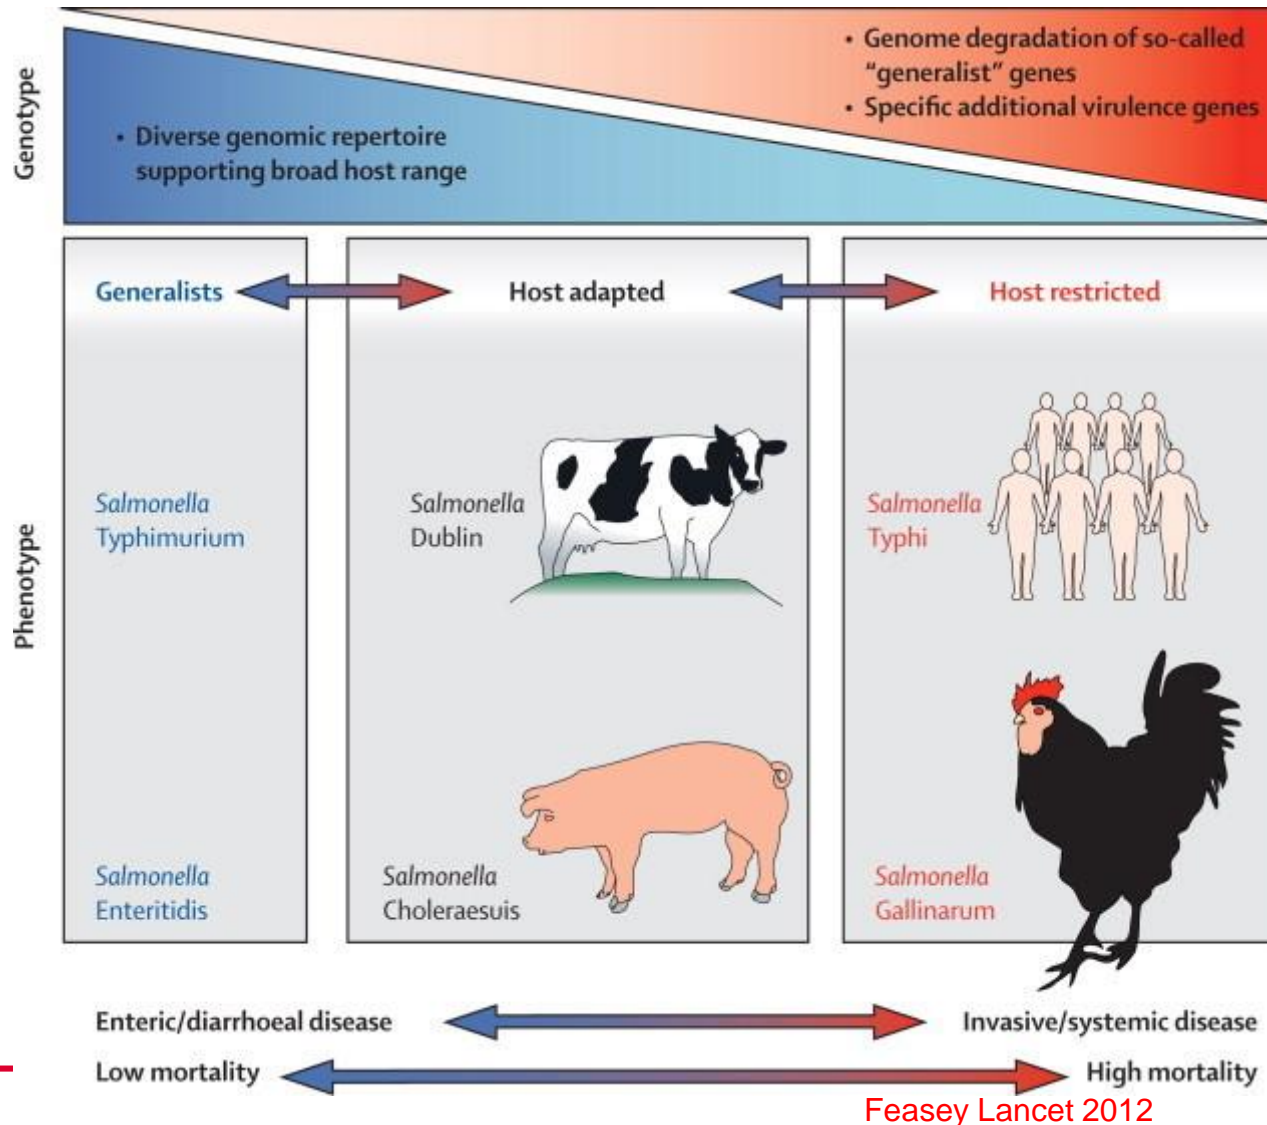 Genotype
• Diverse genomic repertoire
supporting broad host range
• Genome degradation of so-called
“generalist” genes
• Specific additional virulence genes
Phenotype
Generalists
Host adapted
Host restricted
Salmonella
Typhimurium
Salmonella
Dublin
Salmonella
Typhi
Salmonella
Enteritidis
Salmonella
Choleraesuis
Salmonella
Gallinarum
Enteric/diarrhoeal disease
Invasive/systemic disease
Low mortality
High mortality
Feasey Lancet 2012